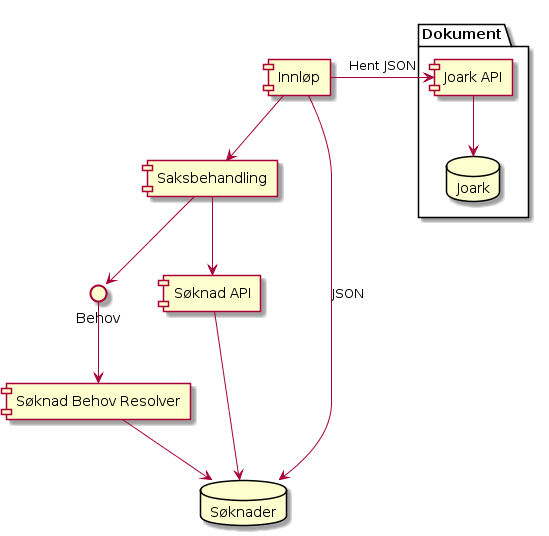 Dokument
Hent JSON
Innløp
Joark API
Saksbehandling
Joark
Søknad API
JSON
Behov
Søknad Behov Resolver
Søknader